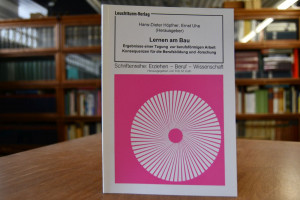 Leuchtturm-Verlag
Hans-Dieter Höpfner, Ernst Uhe
(Herausgeber)
Lernen am Bau
Ergebnisse einer Tagung zur berufsförmigen Arbeit
Konsequenzen für die Berufsbildung und -forschung
Schriftenreihe: Erziehen – Beruf – Wissenschaft